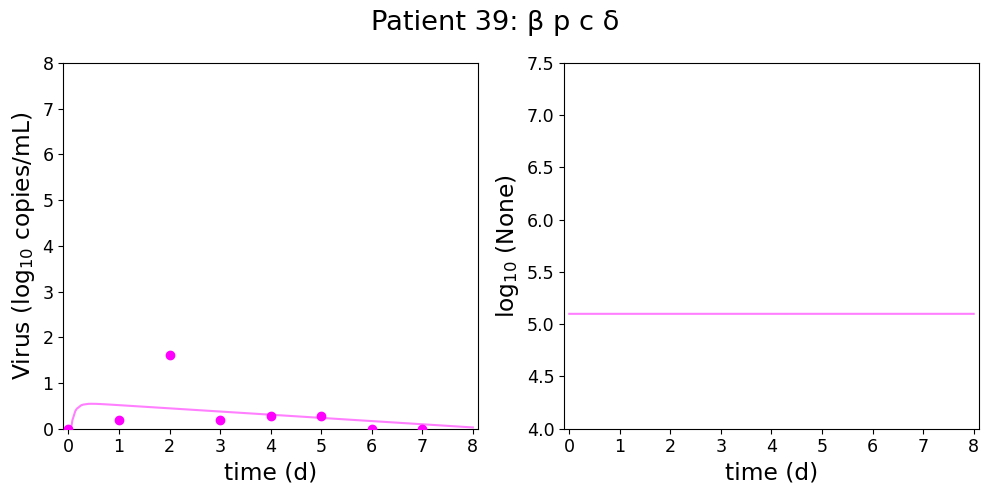 Patient 39: β p c δ
Virus (log₁₀ copies/mL)
8
7
6
5
4
3
2
1
0
0 1 2 3 4 5 6 7 8
time (d)
log₁₀ (None)
7.5
7.0
6.5
6.0
5.5
5.0
4.5
4.0
0 1 2 3 4 5 6 7 8
time (d)